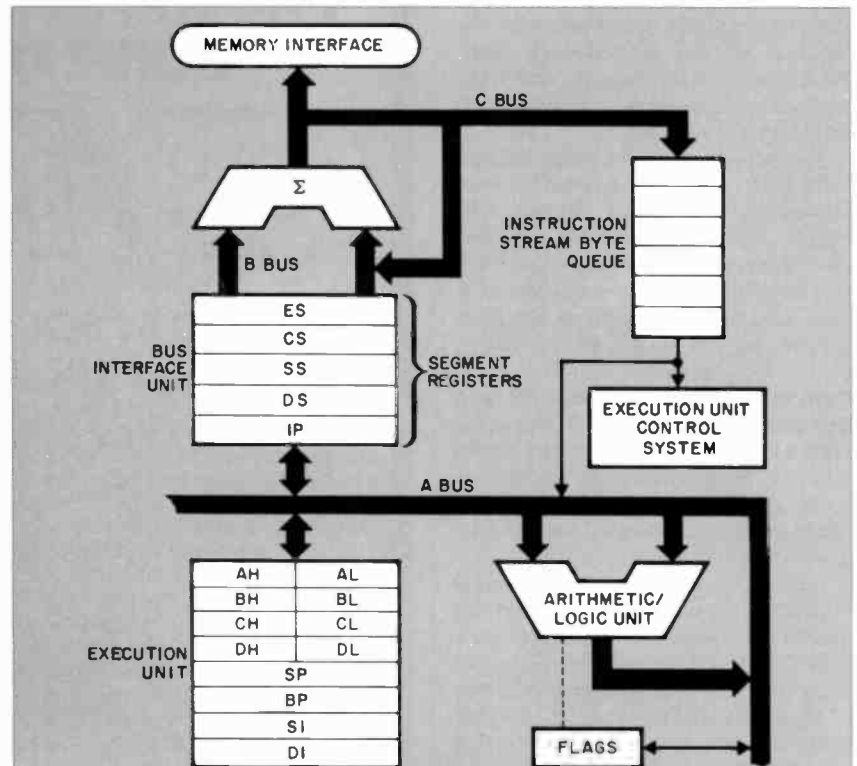 MEMORY INTERFACE
C BUS
Σ
INSTRUCTION
STREAM BYTE
QUEUE
B BUS
BUS
INTERFACE
UNIT
ES
CS
SS
DS
IP
SEGMENT
REGISTERS
EXECUTION UNIT
CONTROL
SYSTEM
A BUS
EXECUTION
UNIT
AH AL
BH BL
CH CL
DH DL
SP
BP
SI
DI
ARITHMETIC/
LOGIC UNIT
FLAGS